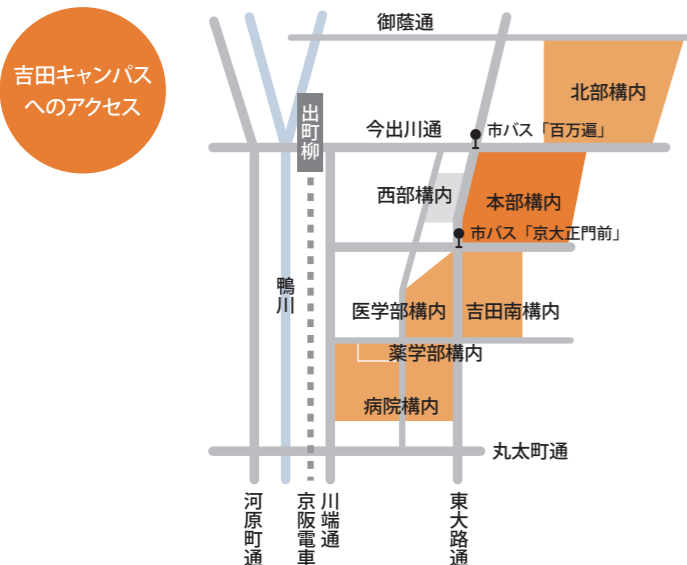 吉田キャンパス
へのアクセス
御蔭通
北部構内
出町柳
今出川通
市バス「百万遍」
西部構内
本部構内
市バス「京大正門前」
鴨川
医学部構内
吉田南構内
薬学部構内
病院構内
丸太町通
河原町通
京阪電車
川端通
東大路通